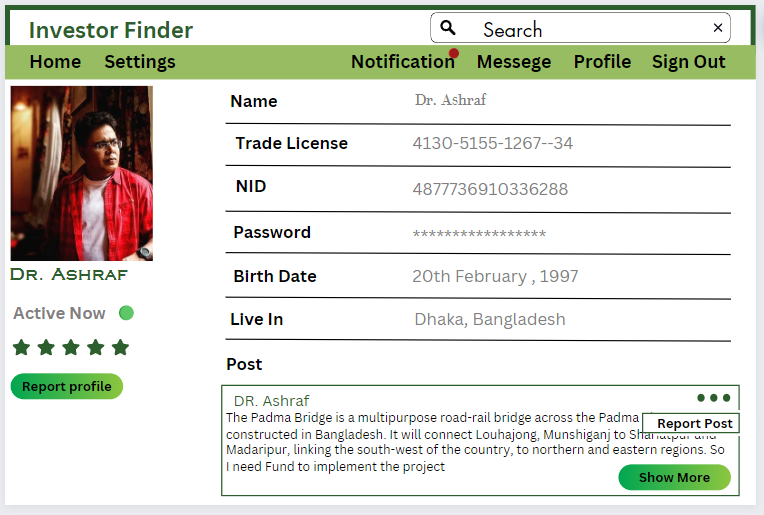 Investor Finder
Search ×
Home Settings Notification Messege Profile Sign Out
Dr. Ashraf
Active Now
Report profile
Name Dr. Ashraf
Trade License 4130-5155-1267--34
NID 4877736910336288
Password *****************
Birth Date 20th February , 1997
Live In Dhaka, Bangladesh
Post
DR. Ashraf
The Padma Bridge is a multipurpose road-rail bridge across the Padma
Report Post
constructed in Bangladesh. It will connect Louhajong, Munshiganj to Shariatpur and
Madaripur, linking the south-west of the country, to northern and eastern regions. So
I need Fund to implement the project
Show More